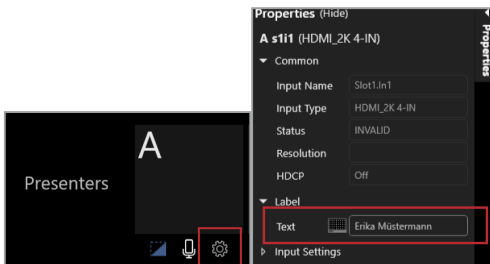 A
Presenters
Properties (Hide)
A s1i1 (HDMI_2K 4-IN)
Common
Input Name Slot1.In1
Input Type HDMI_2K 4-IN
Status INVALID
Resolution
HDCP Off
Label
Text Erika Müstermann
Input Settings
Properties